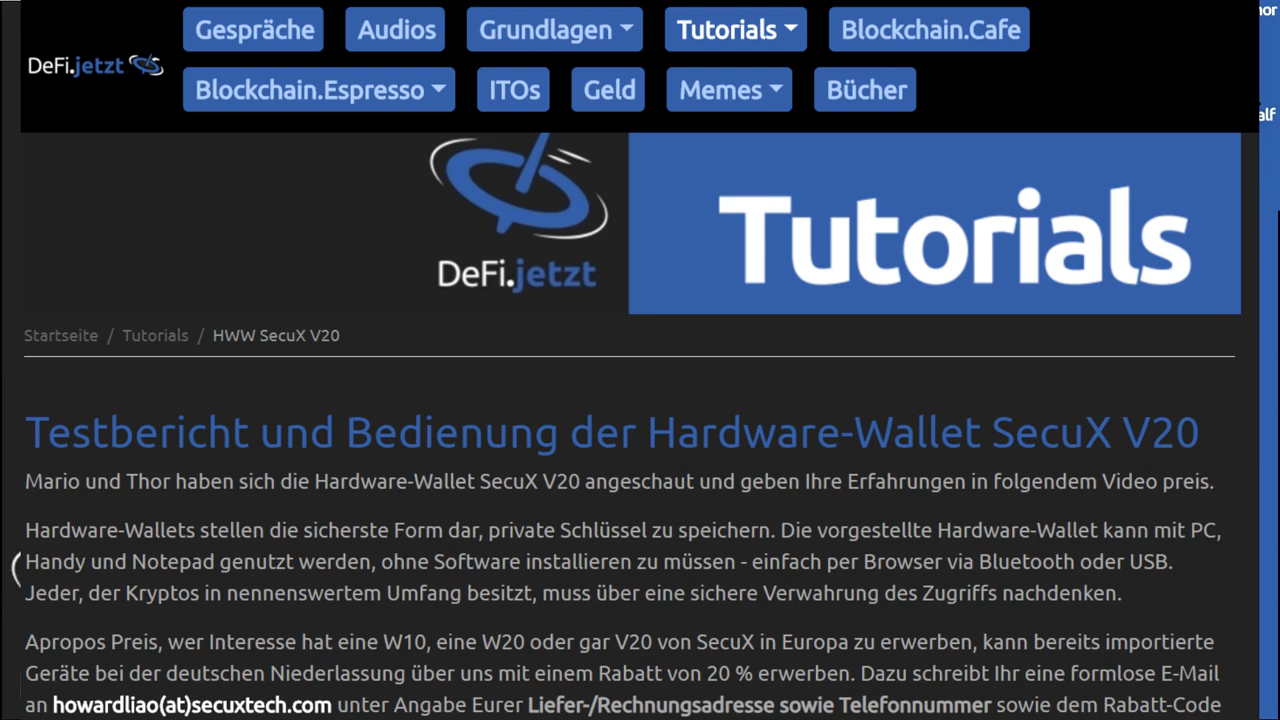 Gespräche Audios Grundlagen Tutorials Blockchain.Cafe
DeFi.jetzt
Blockchain.Espresso ITOs Geld Memes Bücher
hor
alf
DeFi.jetzt
Tutorials
Startseite / Tutorials / HWW SecuX V20
Testbericht und Bedienung der Hardware-Wallet SecuX V20
Mario und Thor haben sich die Hardware-Wallet SecuX V20 angeschaut und geben Ihre Erfahrungen in folgendem Video preis.
Hardware-Wallets stellen die sicherste Form dar, private Schlüssel zu speichern. Die vorgestellte Hardware-Wallet kann mit PC,
Handy und Notepad genutzt werden, ohne Software installieren zu müssen - einfach per Browser via Bluetooth oder USB.
Jeder, der Kryptos in nennenswertem Umfang besitzt, muss über eine sichere Verwahrung des Zugriffs nachdenken.
Apropos Preis, wer Interesse hat eine W10, eine W20 oder gar V20 von SecuX in Europa zu erwerben, kann bereits importierte
Geräte bei der deutschen Niederlassung über uns mit einem Rabatt von 20 % erwerben. Dazu schreibt Ihr eine formlose E-Mail
an howardliao(at)secuxtech.com unter Angabe Eurer Liefer-/Rechnungsadresse sowie Telefonnummer sowie dem Rabatt-Code